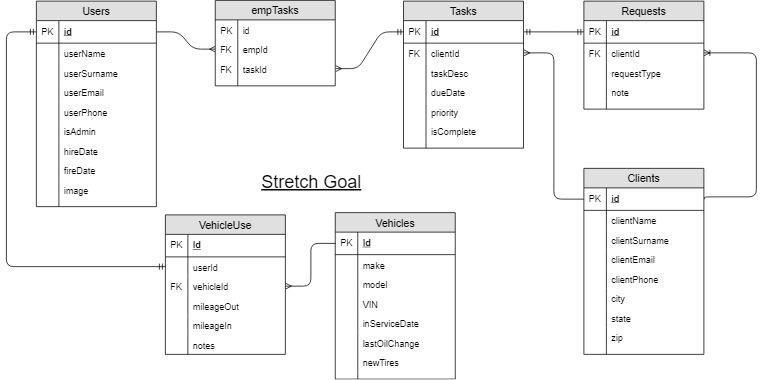 Users
PK id
userName
userSurname
userEmail
userPhone
isAdmin
hireDate
fireDate
image
empTasks
PK id
FK empId
FK taskId
Tasks
PK id
FK clientId
taskDesc
dueDate
priority
isComplete
Requests
PK id
FK clientId
requestType
note
Stretch Goal
Clients
PK id
clientName
clientSurname
clientEmail
clientPhone
city
state
zip
VehicleUse
PK Id
userId
FK vehicleId
mileageOut
mileageIn
notes
Vehicles
PK Id
make
model
VIN
inServiceDate
lastOilChange
newTires